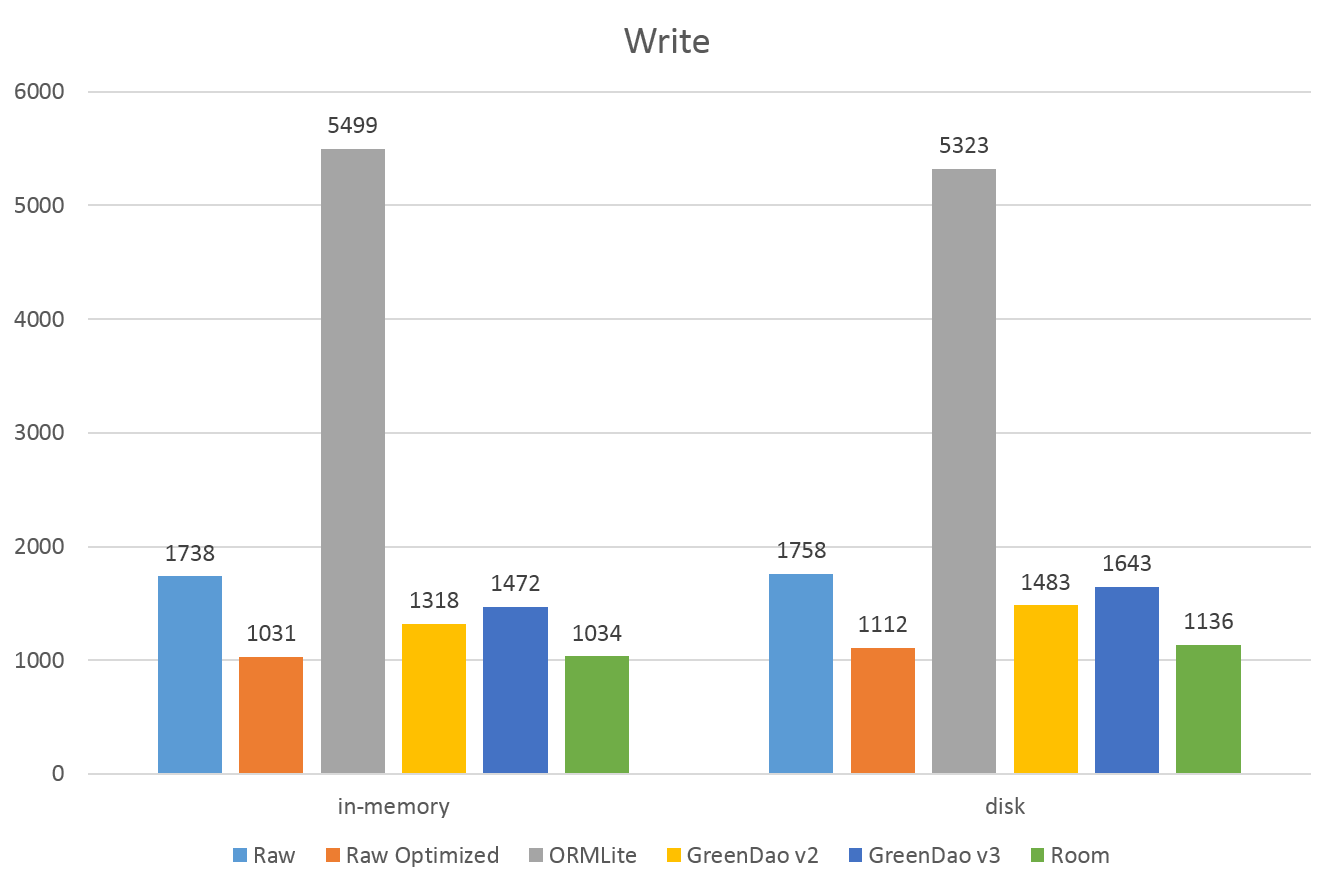 Write
6000
5000
4000
3000
2000
1000
0
5499
5323
1738
1031
1318
1472
1034
1758
1112
1483
1643
1136
in-memory
disk
Raw
Raw Optimized
ORMLite
GreenDao v2
GreenDao v3
Room